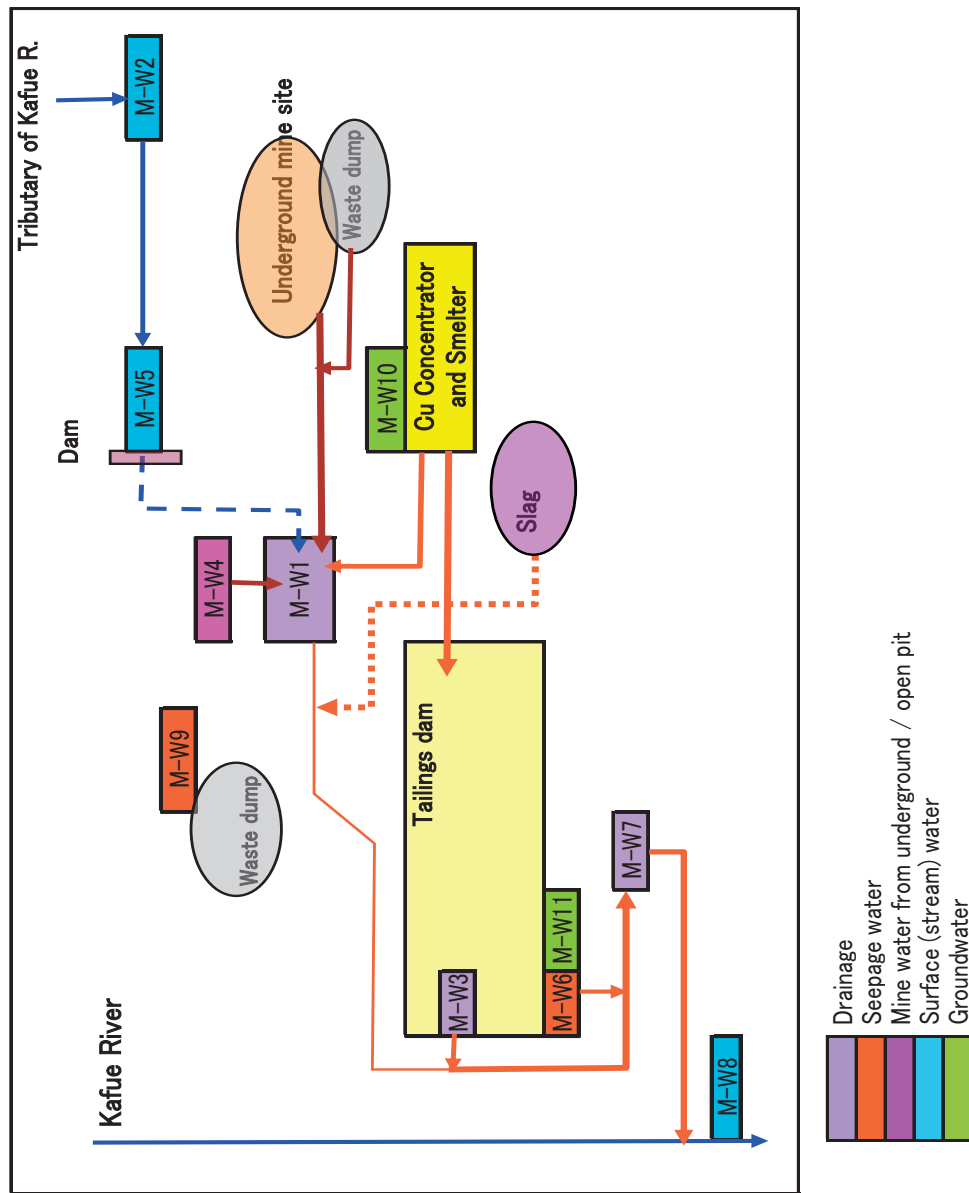 Tributary of Kafue R.
M-W2
Dam
M-W5
Underground mine site
Waste dump
M-W10
Cu Concentrator
and Smelter
M-W4
M-W1
Slag
M-W9
Waste dump
Tailings dam
M-W7
M-W3
M-W6
M-W11
Kafue River
M-W8
Drainage
Seepage water
Mine water from underground / open pit
Surface (stream) water
Groundwater